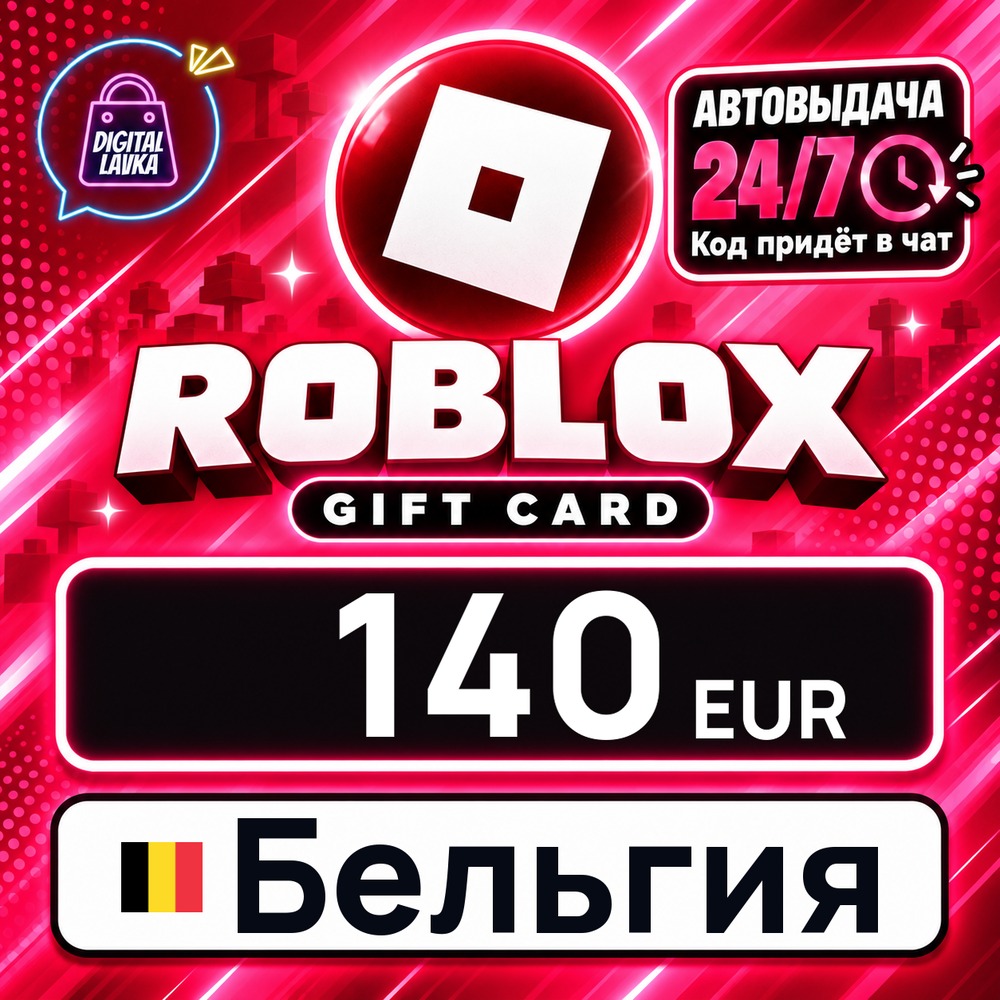 DIGITAL
LAVKA
АВТОВЫДАЧА
24/7
Код придёт в чат
ROBLOX
GIFT CARD
140 EUR
Бельгия